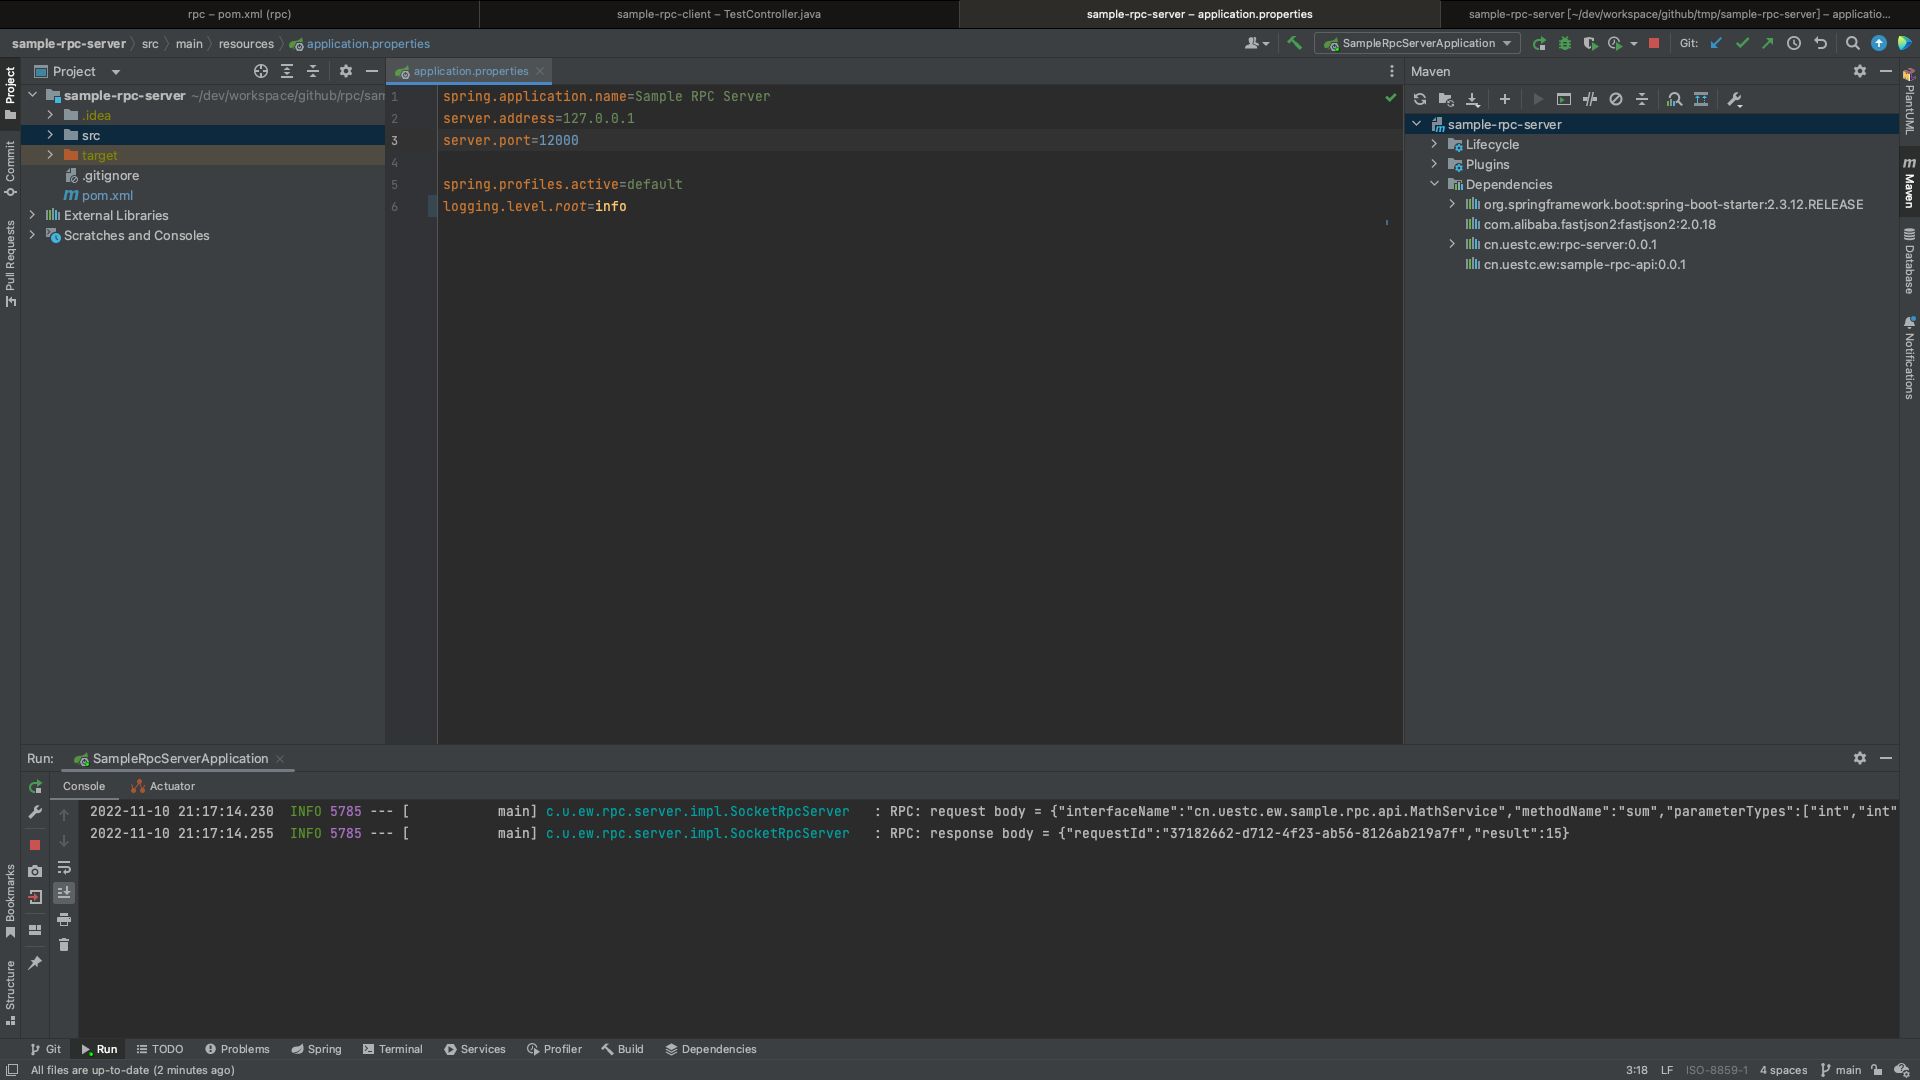 rpc – pom.xml (rpc)
sample-rpc-client – TestController.java
sample-rpc-server – application.properties
sample-rpc-server [~/dev/workspace/github/tmp/sample-rpc-server] – applicatio...
sample-rpc-server src main resources application.properties
SampleRpcServerApplication
Git:
Project
application.properties
Maven
sample-rpc-server ~/dev/workspace/github/rpc/sam
.idea
src
target
.gitignore
pom.xml
External Libraries
Scratches and Consoles
1 spring.application.name=Sample RPC Server
2 server.address=127.0.0.1
3 server.port=12000
4
5 spring.profiles.active=default
6 logging.level.root=info
sample-rpc-server
Lifecycle
Plugins
Dependencies
org.springframework.boot:spring-boot-starter:2.3.12.RELEASE
com.alibaba.fastjson2:fastjson2:2.0.18
cn.uestc.ew:rpc-server:0.0.1
cn.uestc.ew:sample-rpc-api:0.0.1
Project
Commit
Pull Requests
Bookmarks
Structure
PlantUML
Maven
Database
Notifications
Run: SampleRpcServerApplication
Console Actuator
2022-11-10 21:17:14.230 INFO 5785 --- [ main] c.u.ew.rpc.server.impl.SocketRpcServer : RPC: request body = {"interfaceName":"cn.uestc.ew.sample.rpc.api.MathService","methodName":"sum","parameterTypes":["int","int"
2022-11-10 21:17:14.255 INFO 5785 --- [ main] c.u.ew.rpc.server.impl.SocketRpcServer : RPC: response body = {"requestId":"37182662-d712-4f23-ab56-8126ab219a7f","result":15}
Git Run TODO Problems Spring Terminal Services Profiler Build Dependencies
All files are up-to-date (2 minutes ago)
3:18 LF ISO-8859-1 4 spaces main